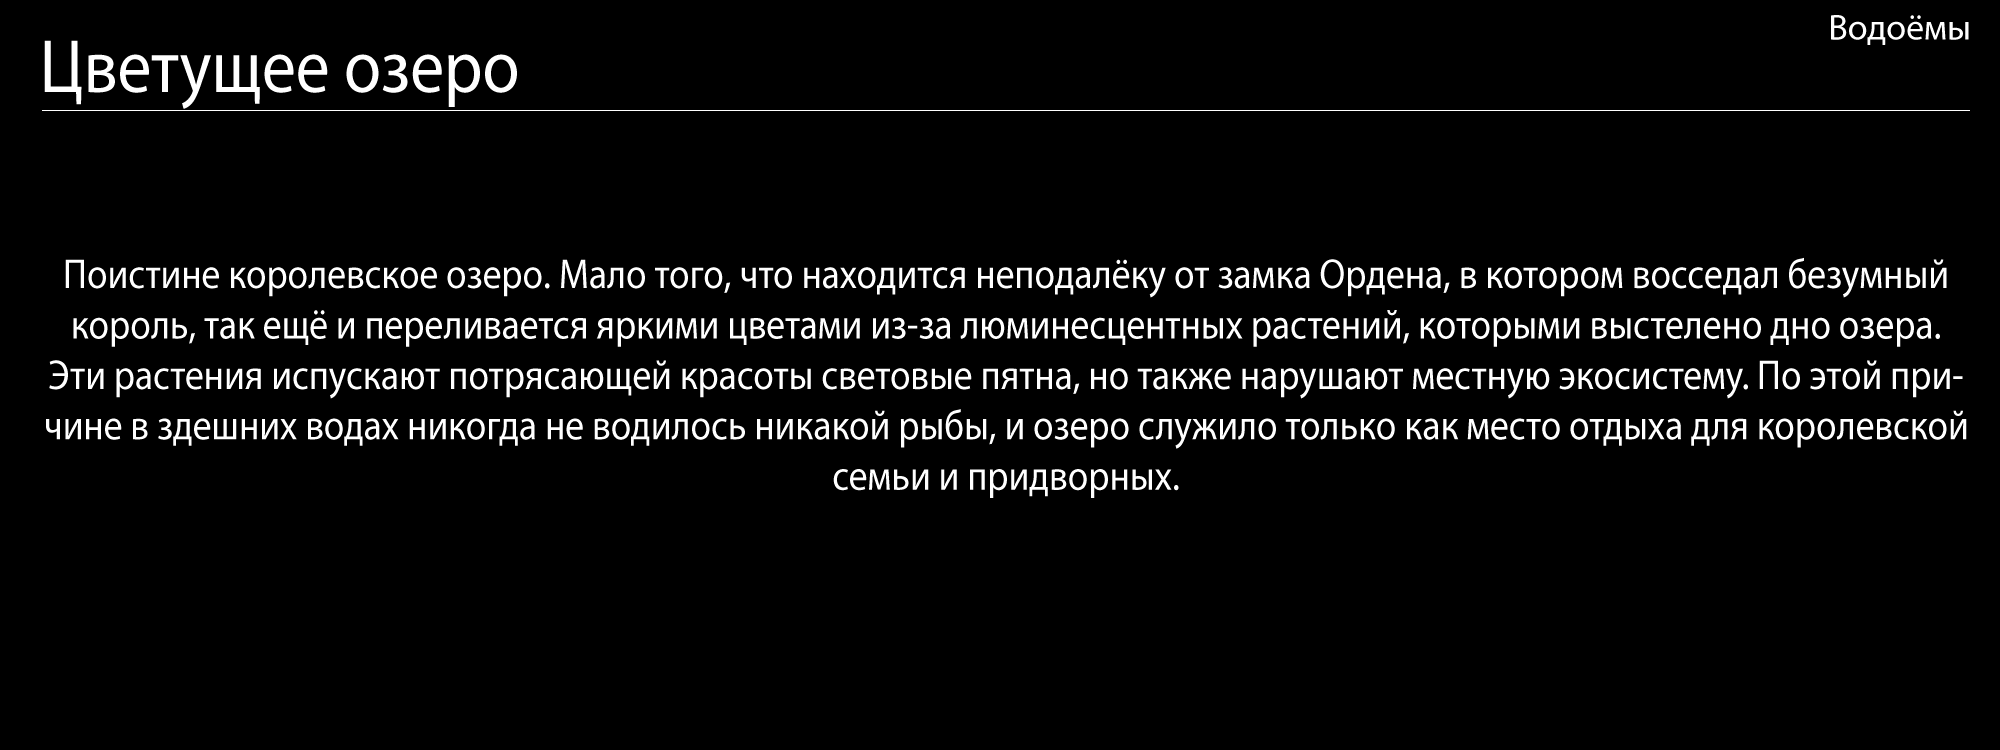 Водоёмы
Цветущее озеро
Поистине королевское озеро. Мало того, что находится неподалёку от замка Ордена, в котором восседал безумный
король, так ещё и переливается яркими цветами из-за люминесцентных растений, которыми выстелено дно озера.
Эти растения испускают потрясающей красоты световые пятна, но также нарушают местную экосистему. По этой при-
чине в здешних водах никогда не водилось никакой рыбы, и озеро служило только как место отдыха для королевской
семьи и придворных.